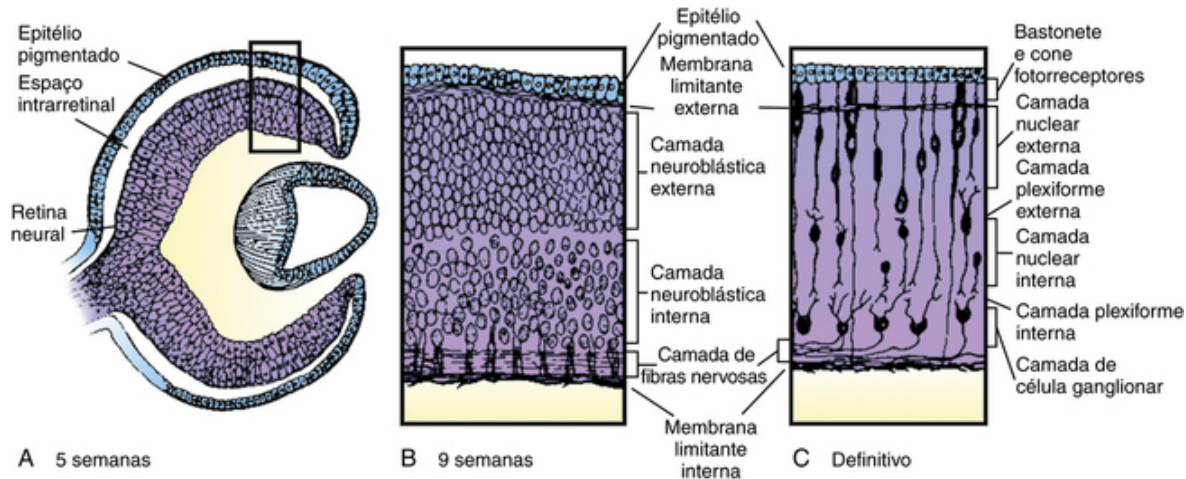 Epitélio
pigmentado
Espaço
intrarretinal
Retina
neural
A 5 semanas
Epitélio
pigmentado
Membrana
limitante
externa
Camada
neuroblástica
externa
Camada
neuroblástica
interna
Camada de
fibras nervosas
Membrana
limitante
interna
B 9 semanas
Bastonete
e cone
fotorreceptores
Camada
nuclear
externa
Camada
plexiforme
externa
Camada
nuclear
interna
Camada plexiforme
interna
Camada de
célula ganglionar
C Definitivo